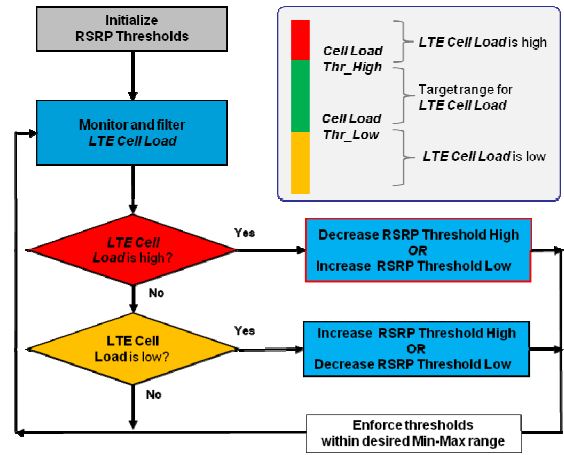 Initialize
RSRP Thresholds
Cell Load
Thr_High
Cell Load
Thr_Low
LTE Cell Load is high
Target range for
LTE Cell Load
LTE Cell Load is low
Monitor and filter
LTE Cell Load
LTE Cell
Load is high?
Yes
Decrease RSRP Threshold High
OR
Increase RSRP Threshold Low
No
LTE Cell
Load is low?
Yes
Increase RSRP Threshold High
OR
Decrease RSRP Threshold Low
No
Enforce thresholds
within desired Min-Max range